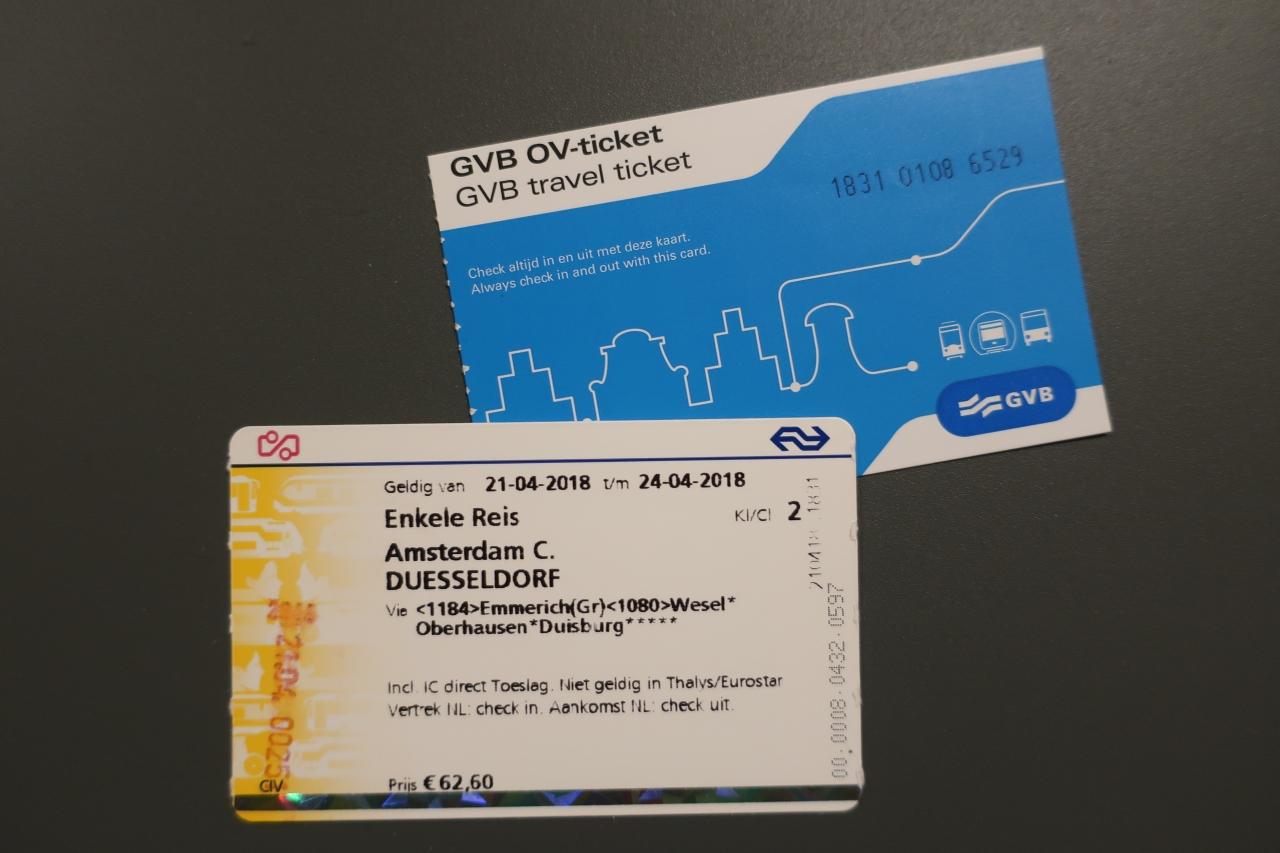 GVB OV-ticket
GVB travel ticket
1831 0108 6529
Check altijd in en uit met deze kaart.
Always check in and out with this card.
GVB
Geldig van 21-04-2018 t/m 24-04-2018
Enkele Reis
Kl/Cl 2
Amsterdam C.
DUESSELDORF
Vie <1184>Emmerich(Gr)<1080>Wesel*
Oberhausen*Duisburg*****
Incl. IC direct Toeslag. Niet geldig in Thalys/Eurostar
Vertrek NL: check in. Aankomst NL: check uit.
CIV
Prijs € 62,60
210418 1831
00.0008.0432.0597